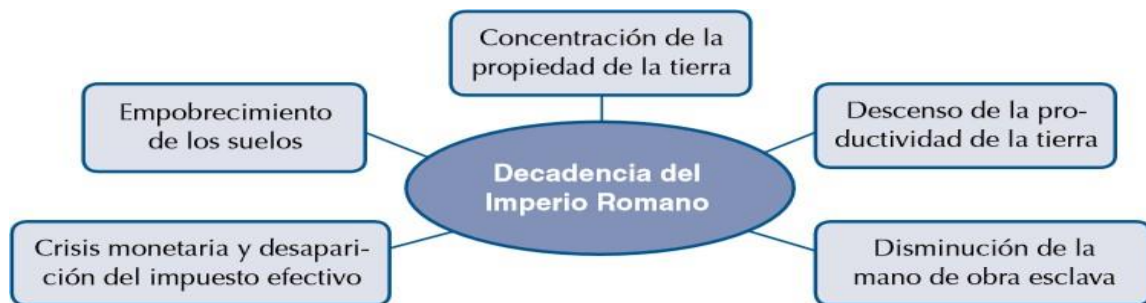 Concentración de la
propiedad de la tierra
Empobrecimiento
de los suelos
Descenso de la pro-
ductividad de la tierra
Decadencia del
Imperio Romano
Crisis monetaria y desapari-
ción del impuesto efectivo
Disminución de la
mano de obra esclava